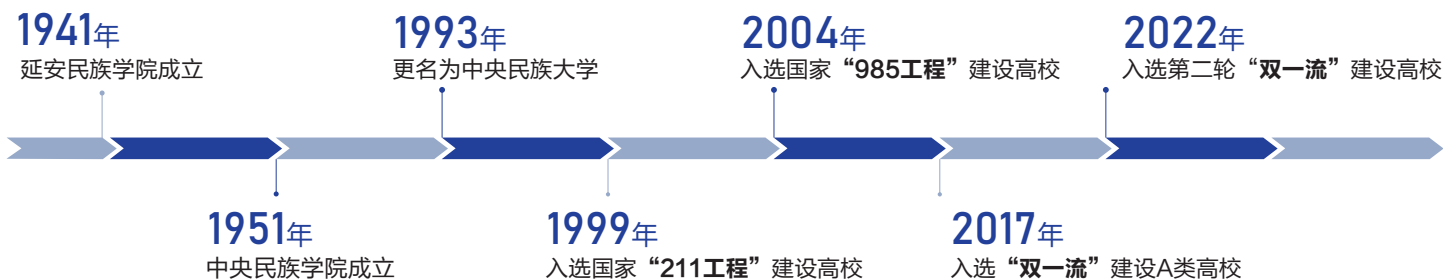 1941年
延安民族学院成立
1993年
更名为中央民族大学
2004年
入选国家“985工程”建设高校
2022年
入选第二轮“双一流”建设高校
1951年
中央民族学院成立
1999年
入选国家“211工程”建设高校
2017年
入选“双一流”建设A类高校